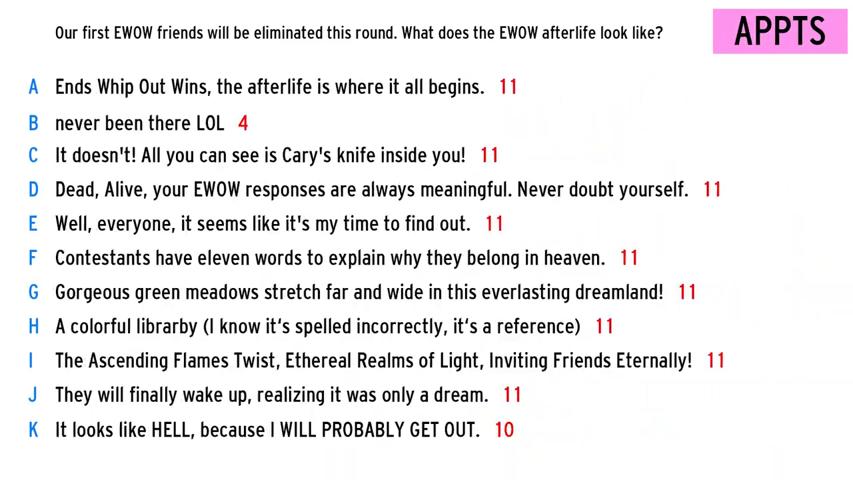 Our first EWOW friends will be eliminated this round. What does the EWOW afterlife look like?
APPTS
A Ends Whip Out Wins, the afterlife is where it all begins. 11
B never been there LOL 4
C It doesn't! All you can see is Cary's knife inside you! 11
D Dead, Alive, your EWOW responses are always meaningful. Never doubt yourself. 11
E Well, everyone, it seems like it's my time to find out. 11
F Contestants have eleven words to explain why they belong in heaven. 11
G Gorgeous green meadows stretch far and wide in this everlasting dreamland! 11
H A colorful librarby (I know it's spelled incorrectly, it's a reference) 11
I The Ascending Flames Twist, Ethereal Realms of Light, Inviting Friends Eternally! 11
J They will finally wake up, realizing it was only a dream. 11
K It looks like HELL, because I WILL PROBABLY GET OUT. 10